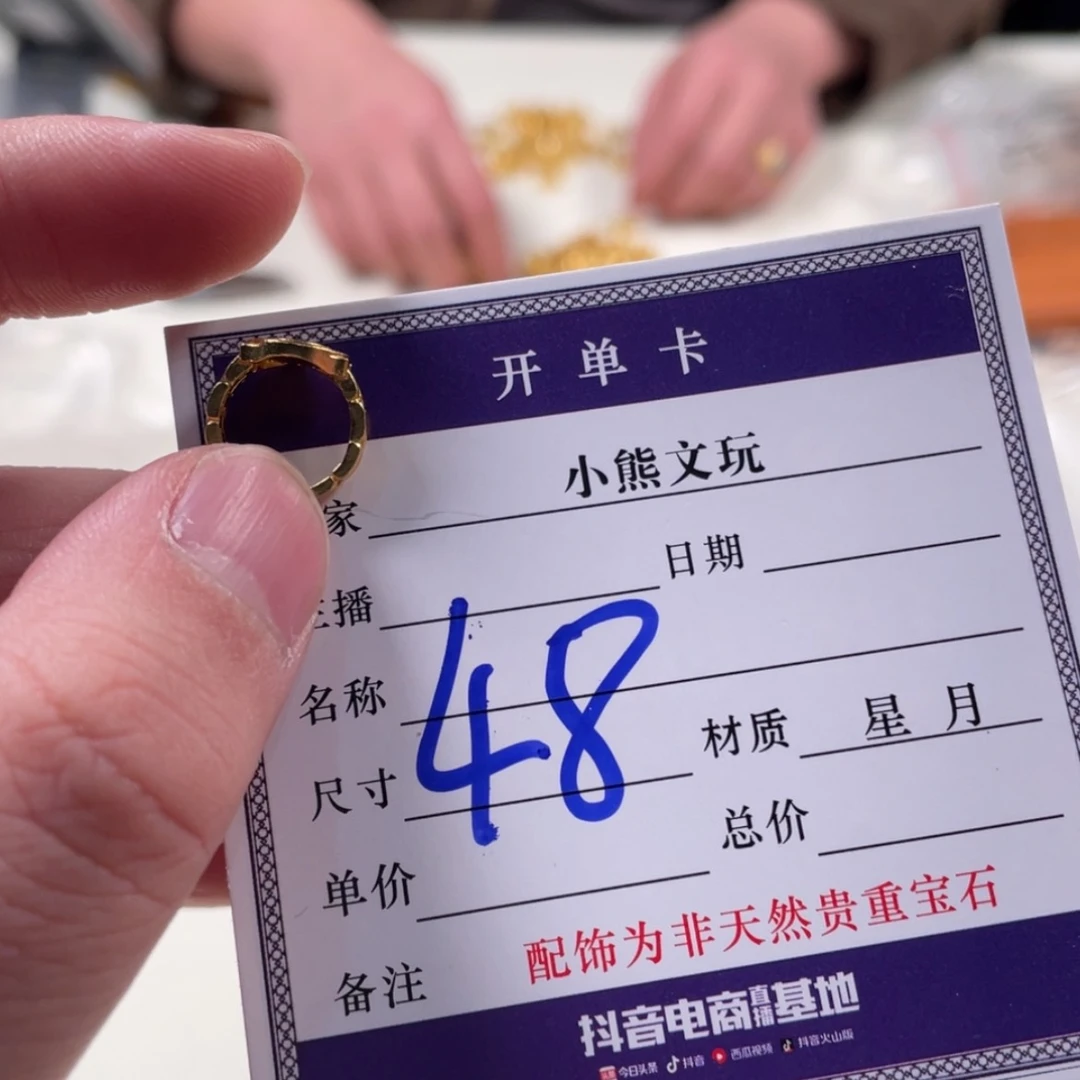 开单卡
家 小熊文玩
主播 日期
名称
48
尺寸 材质 星月
单价 总价
备注 配饰为非天然贵重宝石
抖音电商直播基地
头条 今日头条 抖音 西瓜视频 抖音火山版